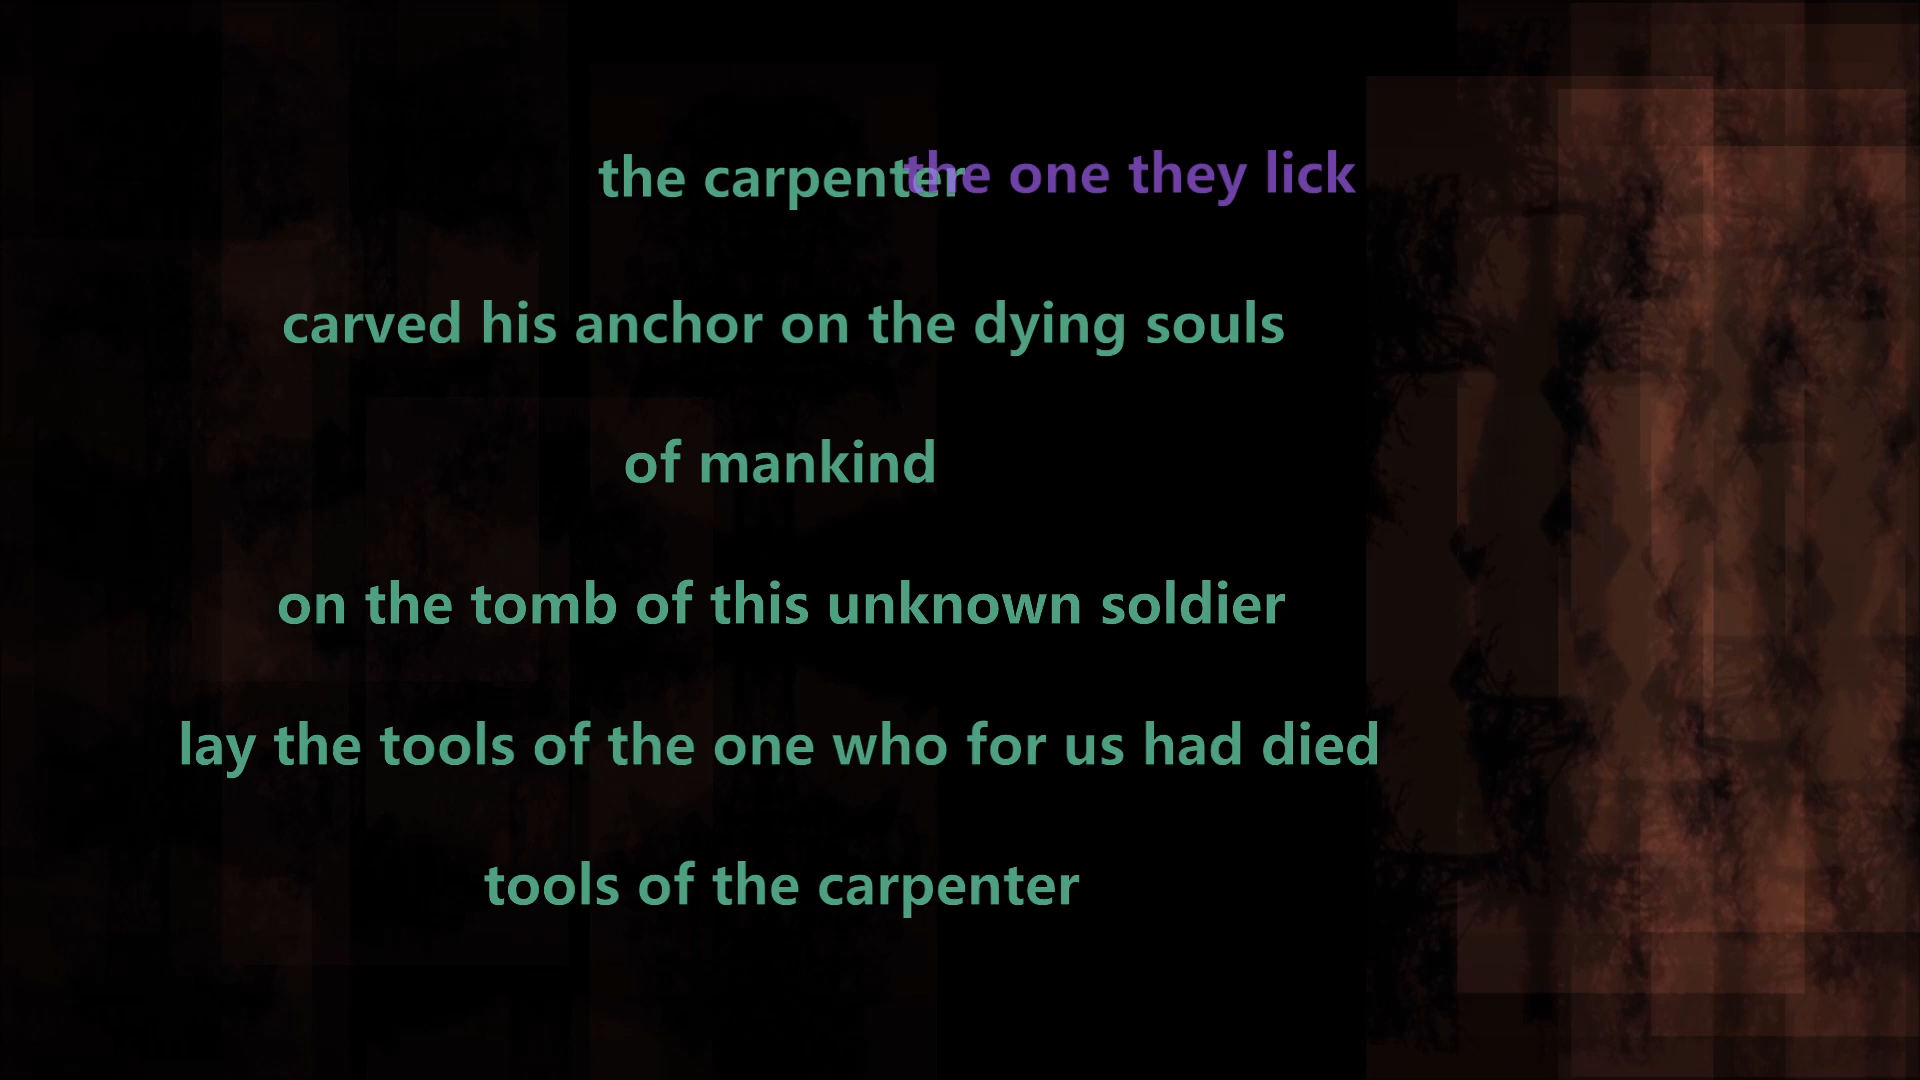 the carpenter
the one they lick
carved his anchor on the dying souls
of mankind
on the tomb of this unknown soldier
lay the tools of the one who for us had died
tools of the carpenter